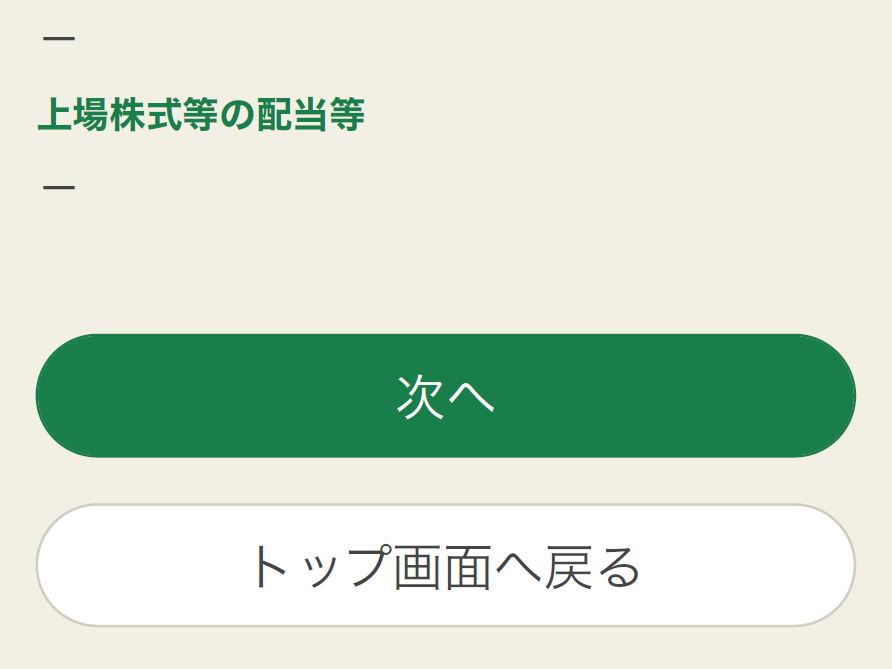 ー
上場株式等の配当等
ー
次へ
トップ画面へ戻る